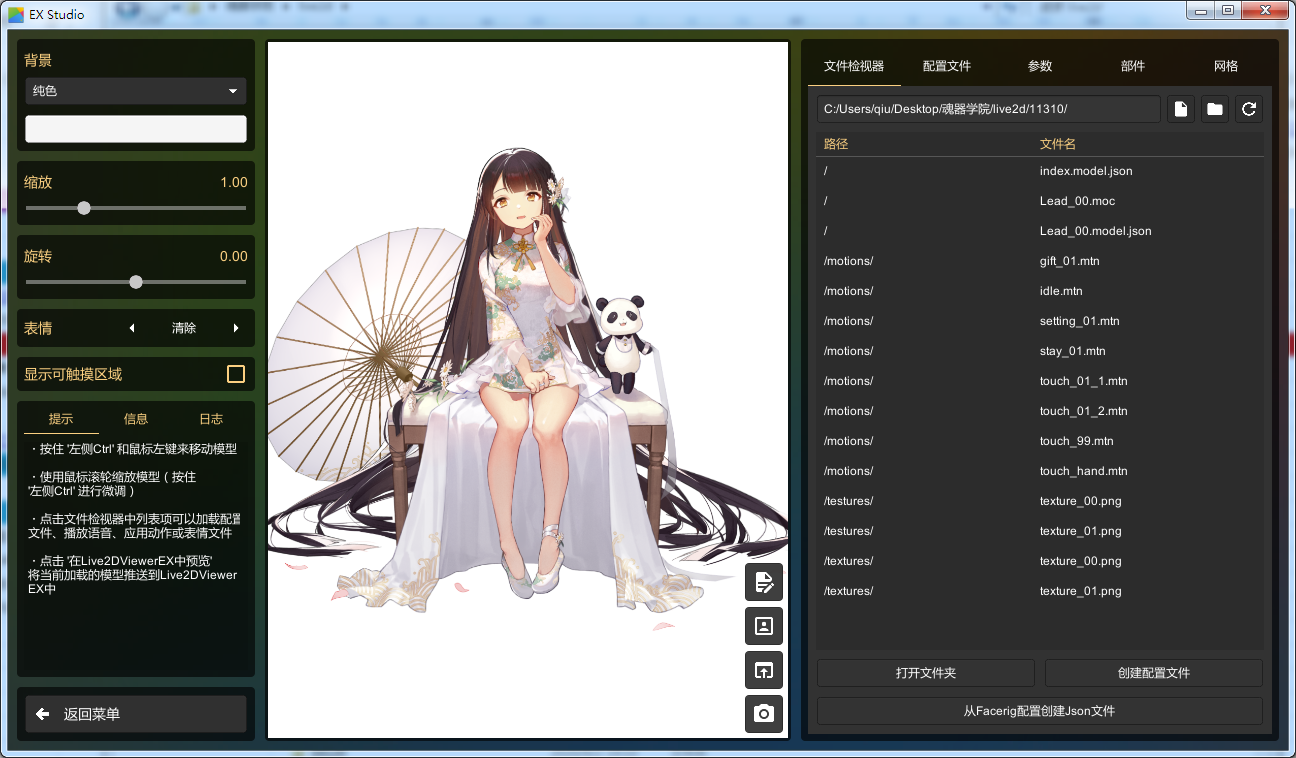 EX Studio
背景
纯色
缩放 1.00
旋转 0.00
表情 清除
显示可触摸区域
提示 信息 日志
· 按住 '左侧Ctrl' 和鼠标左键来移动模型
· 使用鼠标滚轮缩放模型 ( 按住
'左侧Ctrl' 进行微调 )
· 点击文件检视器中列表项可以加载配置
文件、播放语音、应用动作或表情文件
· 点击 '在Live2DViewerEX中预览'
将当前加载的模型推送到Live2DViewer
EX中
返回菜单
文件检视器 配置文件 参数 部件 网格
C:/Users/qiu/Desktop/魂器学院/live2d/11310/
路径 文件名
/ index.model.json
/ Lead_00.moc
/ Lead_00.model.json
/motions/ gift_01.mtn
/motions/ idle.mtn
/motions/ setting_01.mtn
/motions/ stay_01.mtn
/motions/ touch_01_1.mtn
/motions/ touch_01_2.mtn
/motions/ touch_99.mtn
/motions/ touch_hand.mtn
/testures/ texture_00.png
/testures/ texture_01.png
/textures/ texture_00.png
/textures/ texture_01.png
打开文件夹 创建配置文件
从Facerig配置创建Json文件